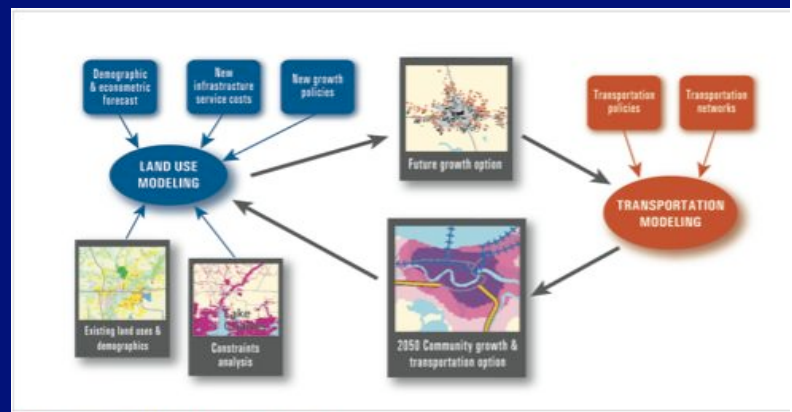 Demographic
& econometric
forecast
New
infrastructure
service costs
New growth
policies
LAND USE
MODELING
Existing land uses &
demographics
Constraints
analysis
Future growth option
Transportation
policies
Transportation
networks
TRANSPORTATION
MODELING
2050 Community growth &
transportation option